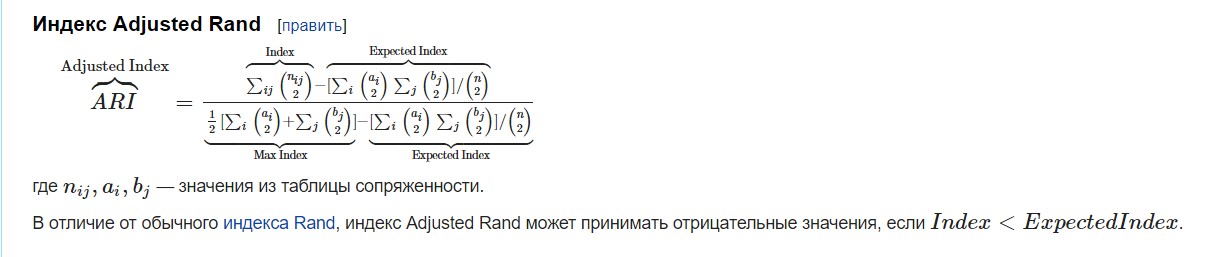 Индекс Adjusted Rand [править]
$$\overbrace{ARI}^{\text{Adjusted Index}} = \frac{\overbrace{\sum_{ij} \binom{n_{ij}}{2}}^{\text{Index}} - \overbrace{[\sum_i \binom{a_i}{2} \sum_j \binom{b_j}{2}] / \binom{n}{2}}^{\text{Expected Index}}}{\underbrace{\frac{1}{2} [\sum_i \binom{a_i}{2} + \sum_j \binom{b_j}{2}]}_{\text{Max Index}} - \underbrace{[\sum_i \binom{a_i}{2} \sum_j \binom{b_j}{2}] / \binom{n}{2}}_{\text{Expected Index}}}$$
где $n_{ij}, a_i, b_j$ — значения из таблицы сопряженности.
В отличие от обычного индекса Rand, индекс Adjusted Rand может принимать отрицательные значения, если $Index < ExpectedIndex$.